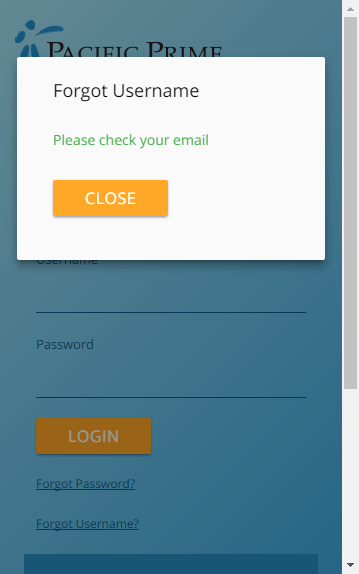 PACIFIC PRIME
Forgot Username
Please check your email
CLOSE
Username
Password
LOGIN
Forgot Password?
Forgot Username?